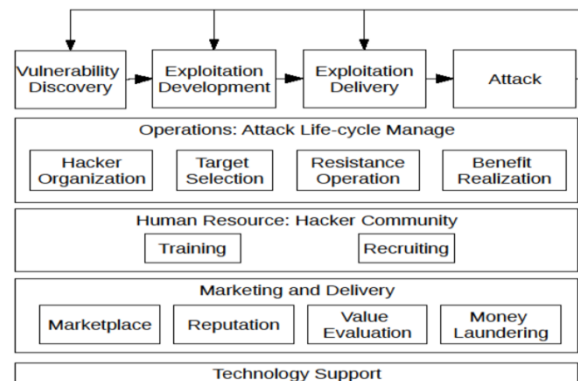 Vulnerability
Discovery
Exploitation
Development
Exploitation
Delivery
Attack
Operations: Attack Life-cycle Manage
Hacker
Organization
Target
Selection
Resistance
Operation
Benefit
Realization
Human Resource: Hacker Community
Training
Recruiting
Marketing and Delivery
Marketplace
Reputation
Value
Evaluation
Money
Laundering
Technology Support